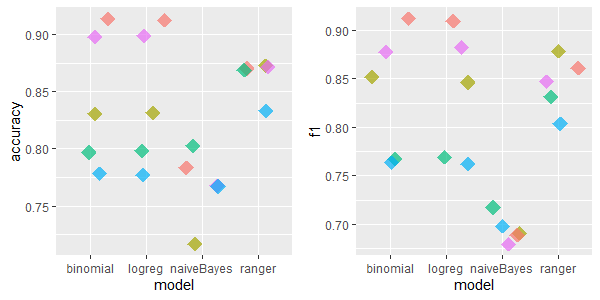 accuracy
0.90
0.85
0.80
0.75
binomial logreg naiveBayes ranger
model
f1
0.90
0.85
0.80
0.75
0.70
binomial logreg naiveBayes ranger
model